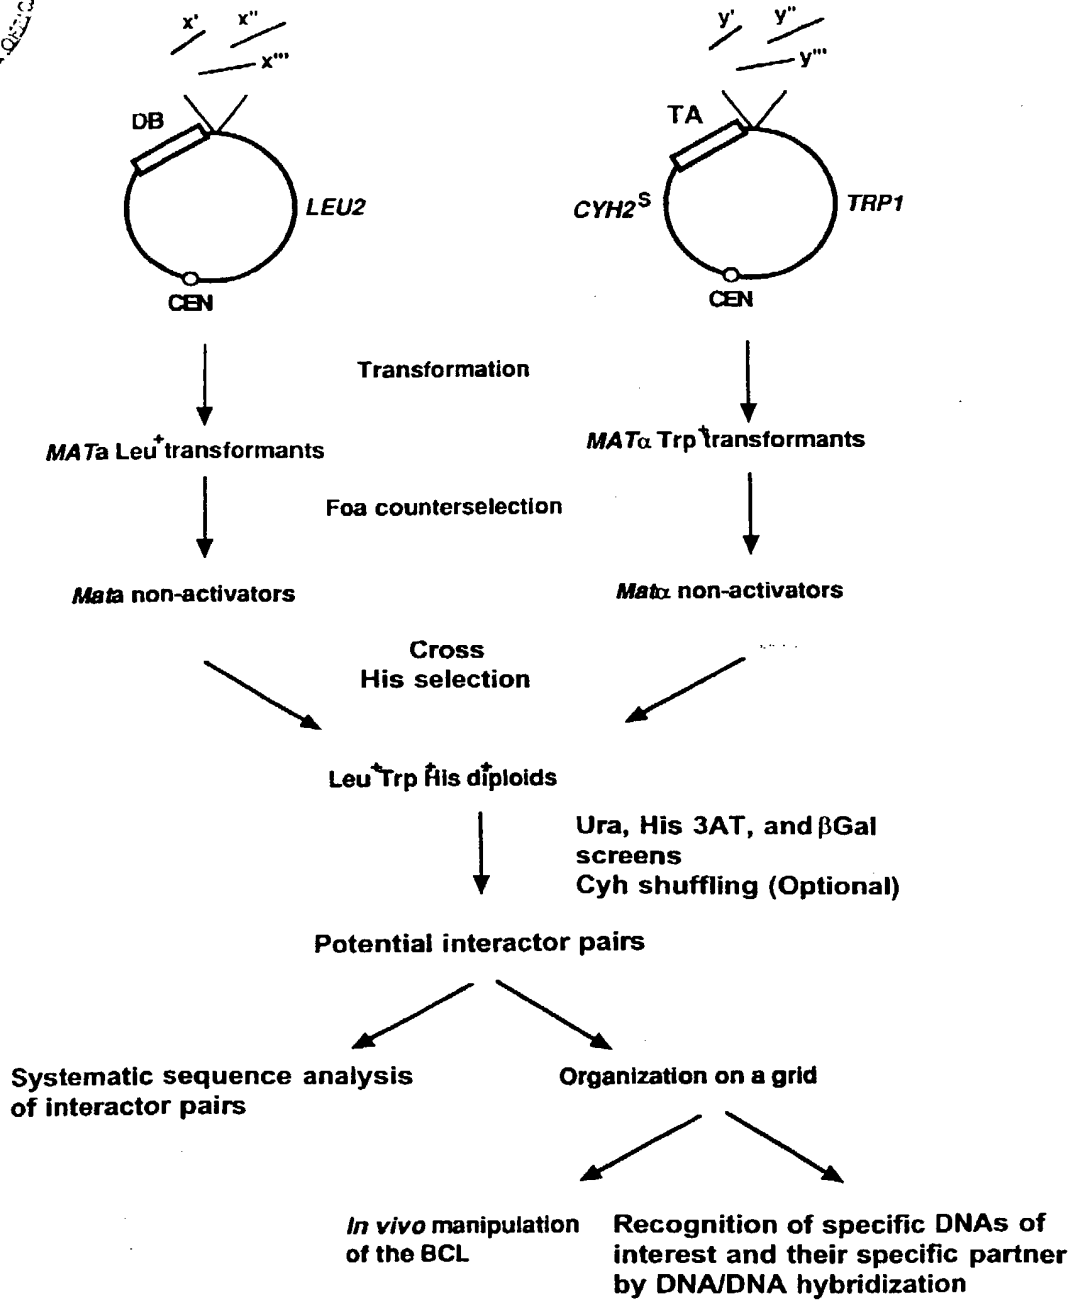 x' x''
x'''
DB
LEU2
CEN
y' y''
y'''
TA
CYH2S
TRP1
CEN
Transformation
MATa Leu+transformants
MATα Trp+transformants
Foa counterselection
Mata non-activators
Matα non-activators
Cross
His selection
Leu+Trp+His+diploids
Ura, His 3AT, and βGal
screens
Cyh shuffling (Optional)
Potential interactor pairs
Systematic sequence analysis
of interactor pairs
Organization on a grid
In vivo manipulation
of the BCL
Recognition of specific DNAs of
interest and their specific partner
by DNA/DNA hybridization